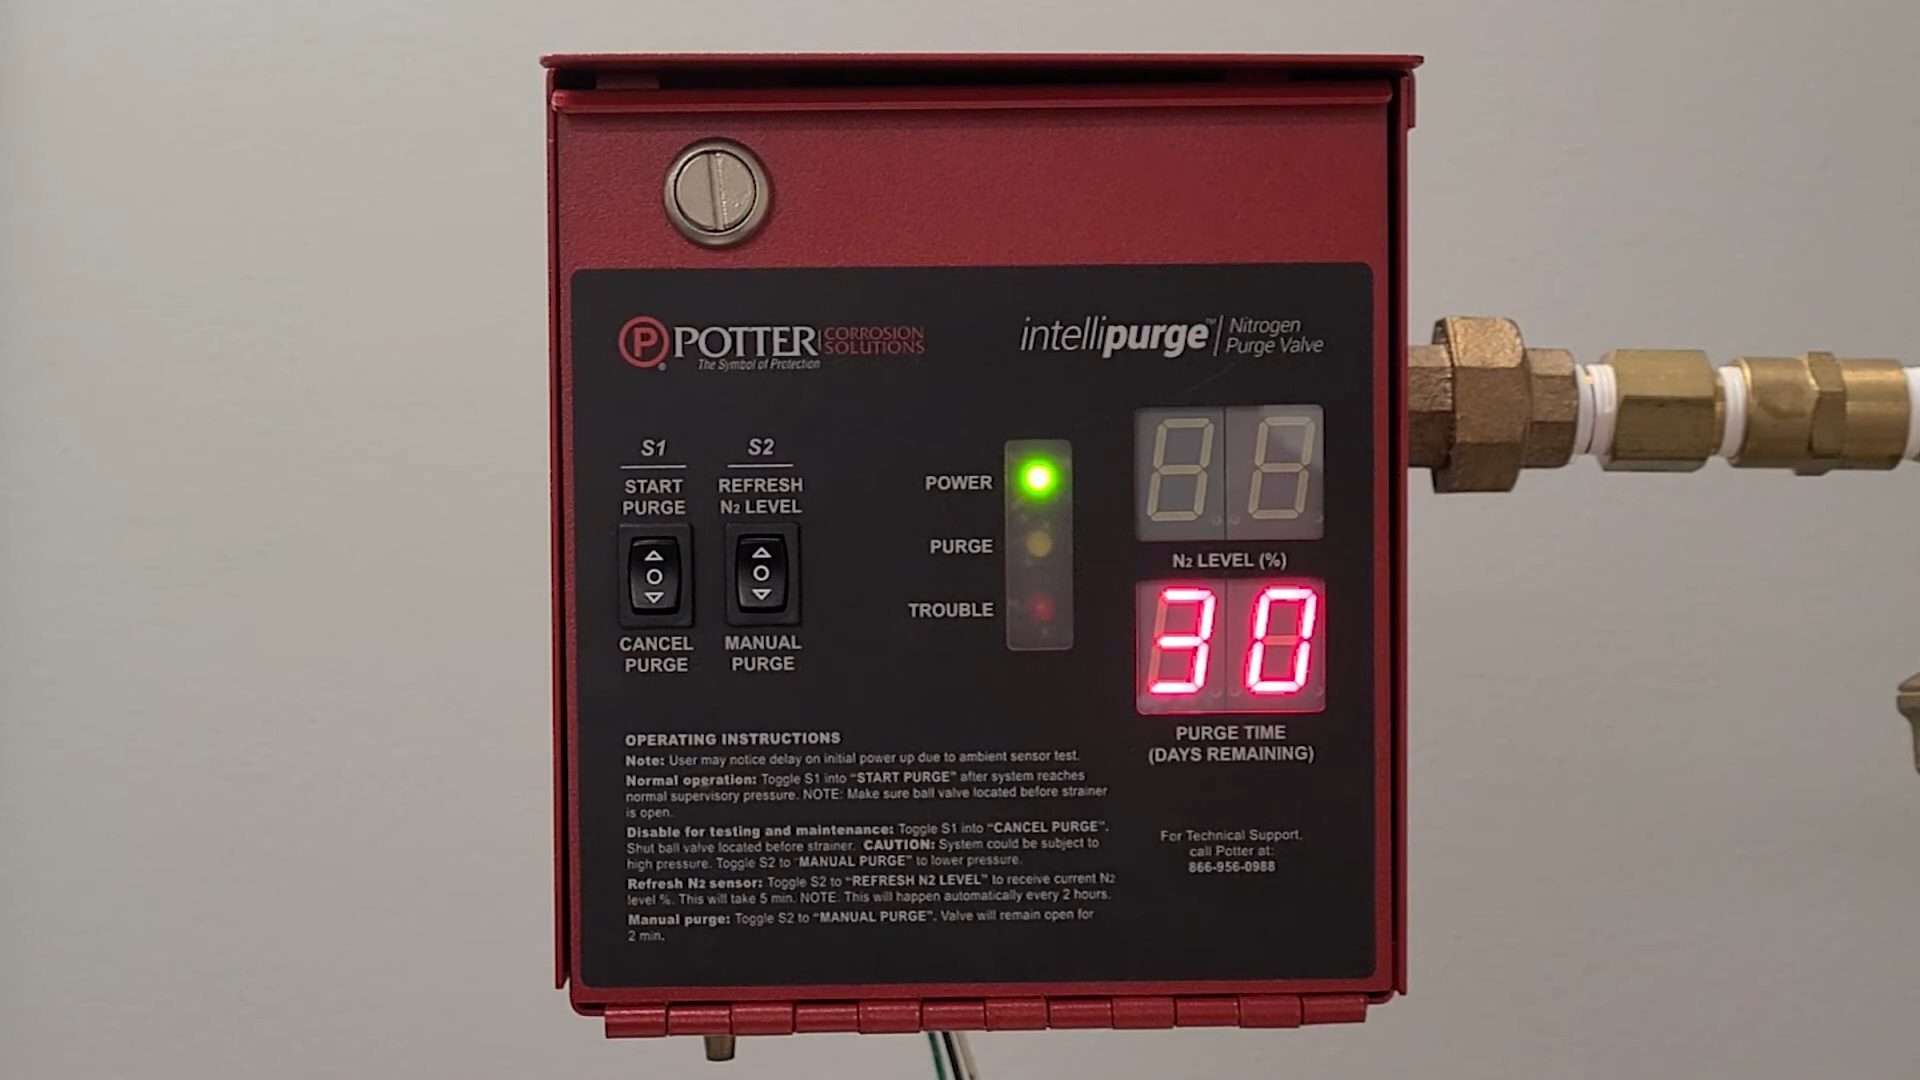 P POTTER CORROSION SOLUTIONS
The Symbol of Protection
®
intellipurge™ Nitrogen Purge Valve
S1
START
PURGE
CANCEL
PURGE
S2
REFRESH
N2 LEVEL
MANUAL
PURGE
POWER
PURGE
TROUBLE
N2 LEVEL (%)
30
PURGE TIME
(DAYS REMAINING)
OPERATING INSTRUCTIONS
Note: User may notice delay on initial power up due to ambient sensor test.
Normal operation: Toggle S1 into "START PURGE" after system reaches
normal supervisory pressure. NOTE: Make sure ball valve located before strainer
is open.
Disable for testing and maintenance: Toggle S1 into "CANCEL PURGE".
Shut ball valve located before strainer. CAUTION: System could be subject to
high pressure. Toggle S2 to "MANUAL PURGE" to lower pressure.
Refresh N2 sensor: Toggle S2 to "REFRESH N2 LEVEL" to receive current N2
level %. This will take 5 min. NOTE: This will happen automatically every 2 hours.
Manual purge: Toggle S2 to "MANUAL PURGE". Valve will remain open for
2 min.
For Technical Support,
call Potter at:
866-956-0988